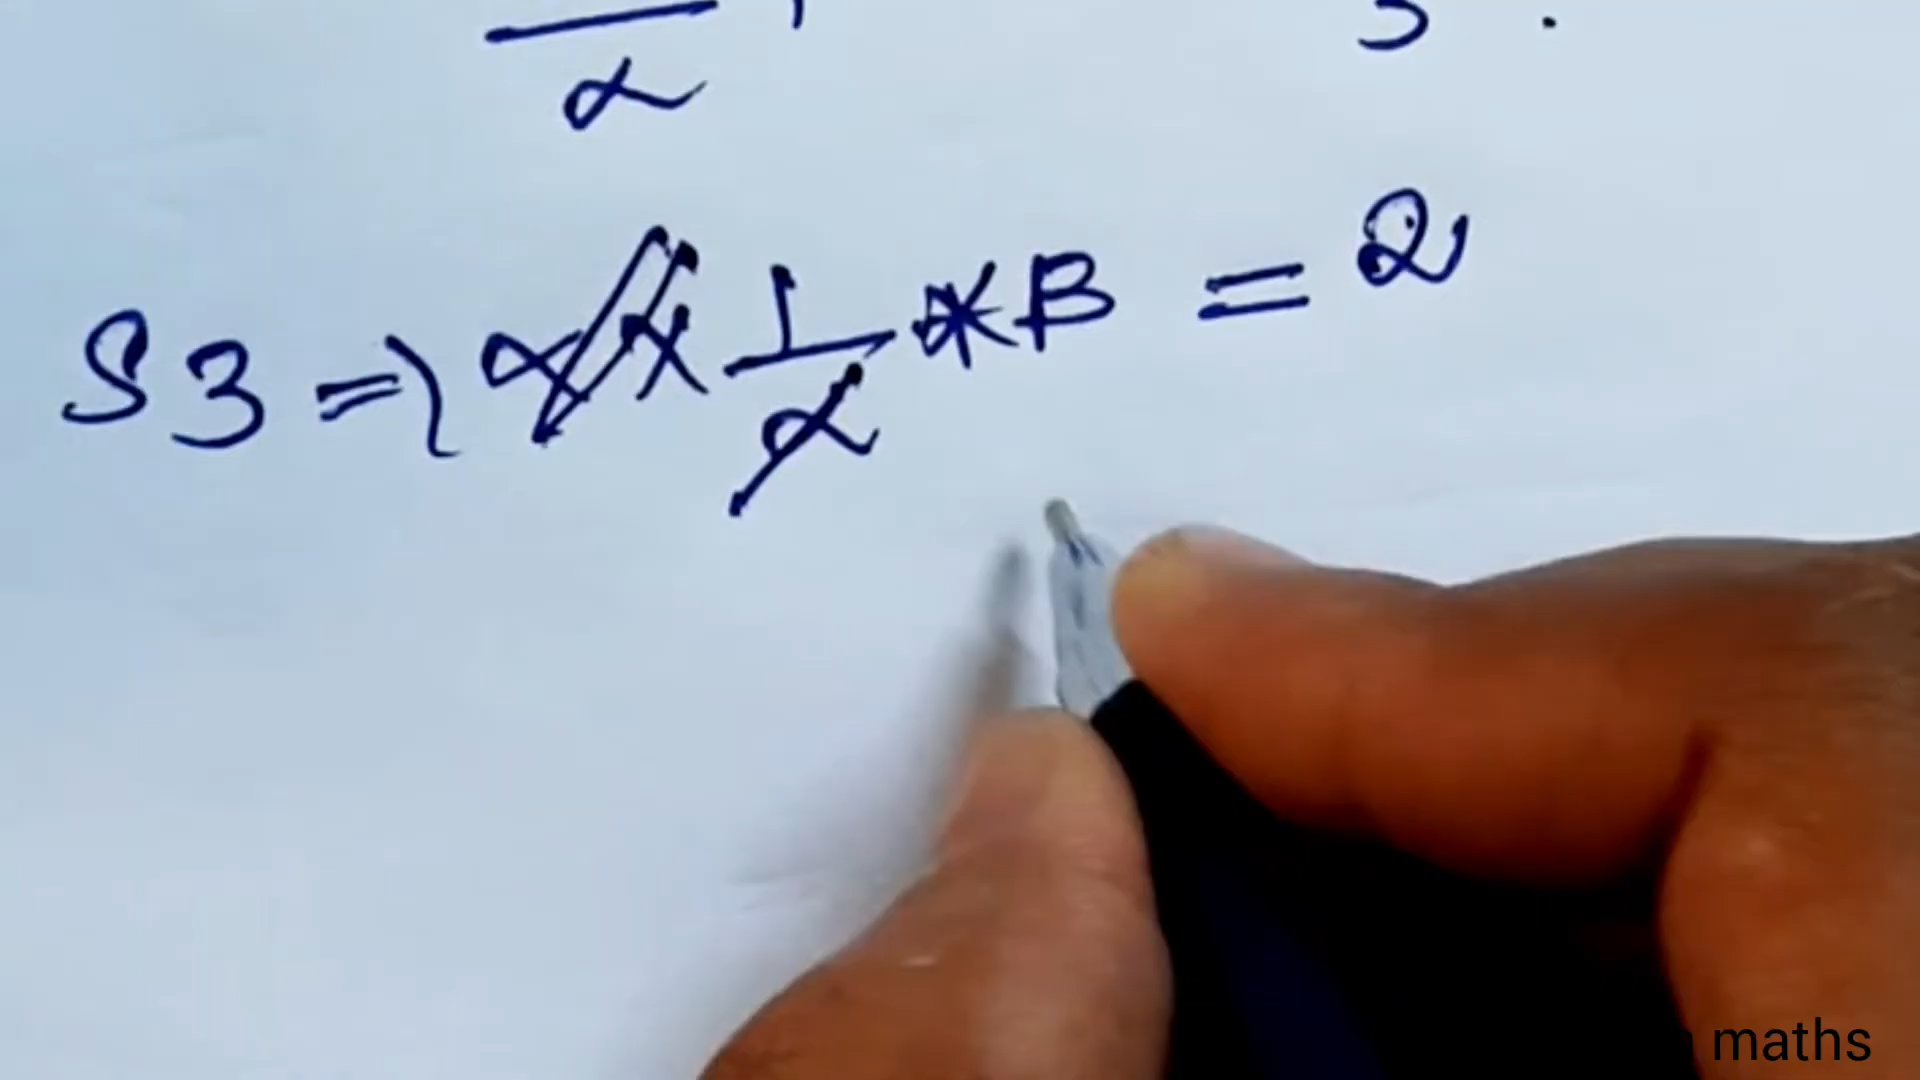 α
S3 ⇒ α × 1/α * B = 2
maths